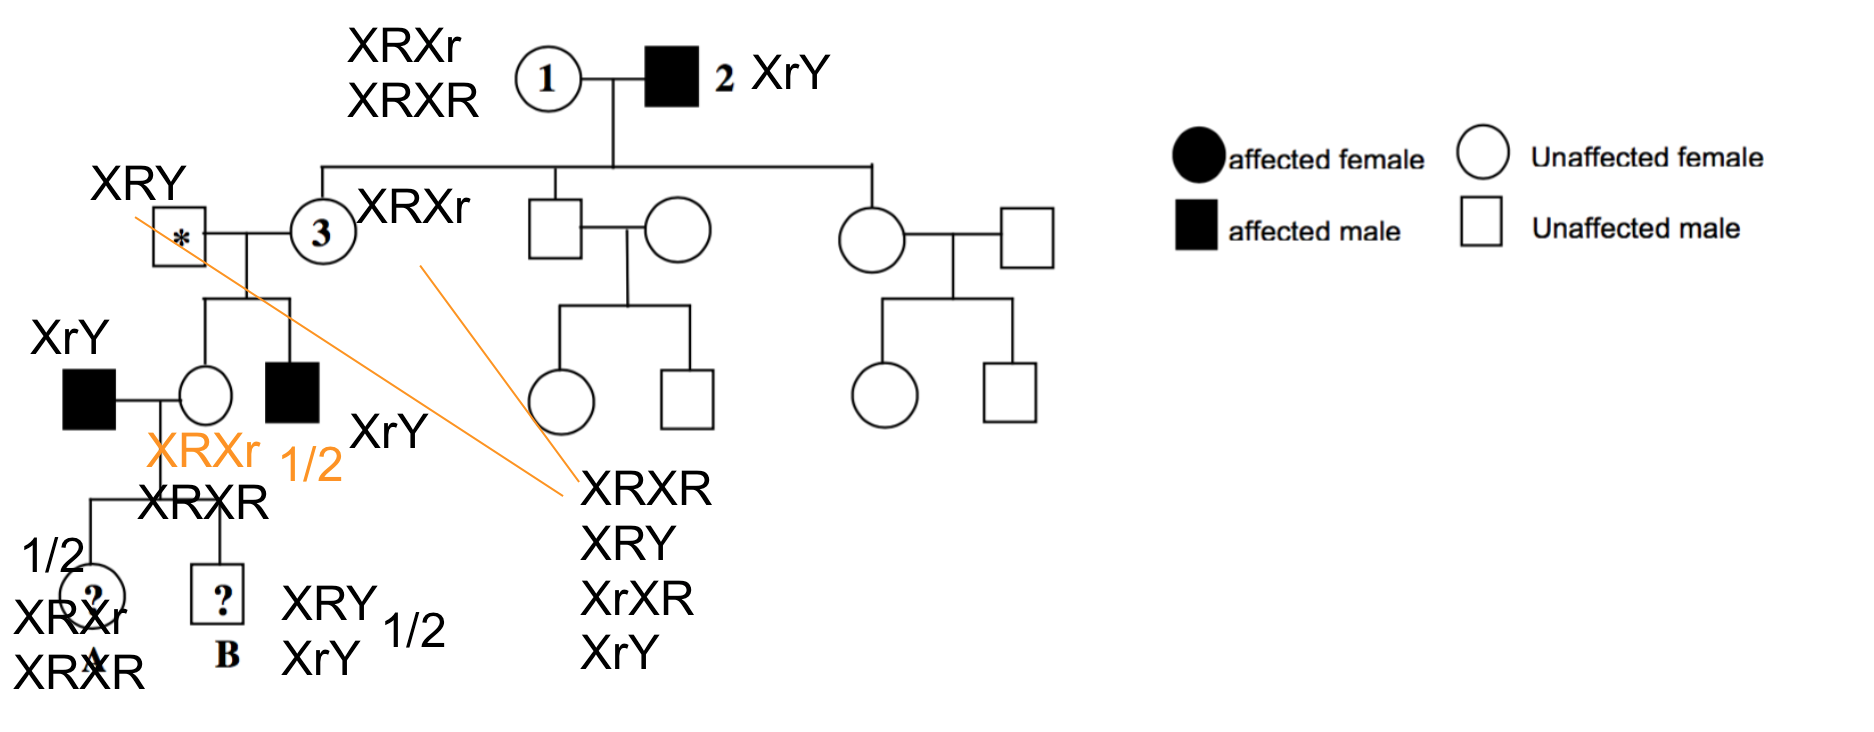 XRXr
XRXR
1
2 XrY
affected female
Unaffected female
affected male
Unaffected male
XRY
*
3
XRXr
XrY
XrY
XRXr 1/2
XRXR
XRXR
XRY
XrXR
XrY
1/2
?
XRXr
A
XRXR
?
B
XRY
XrY
1/2